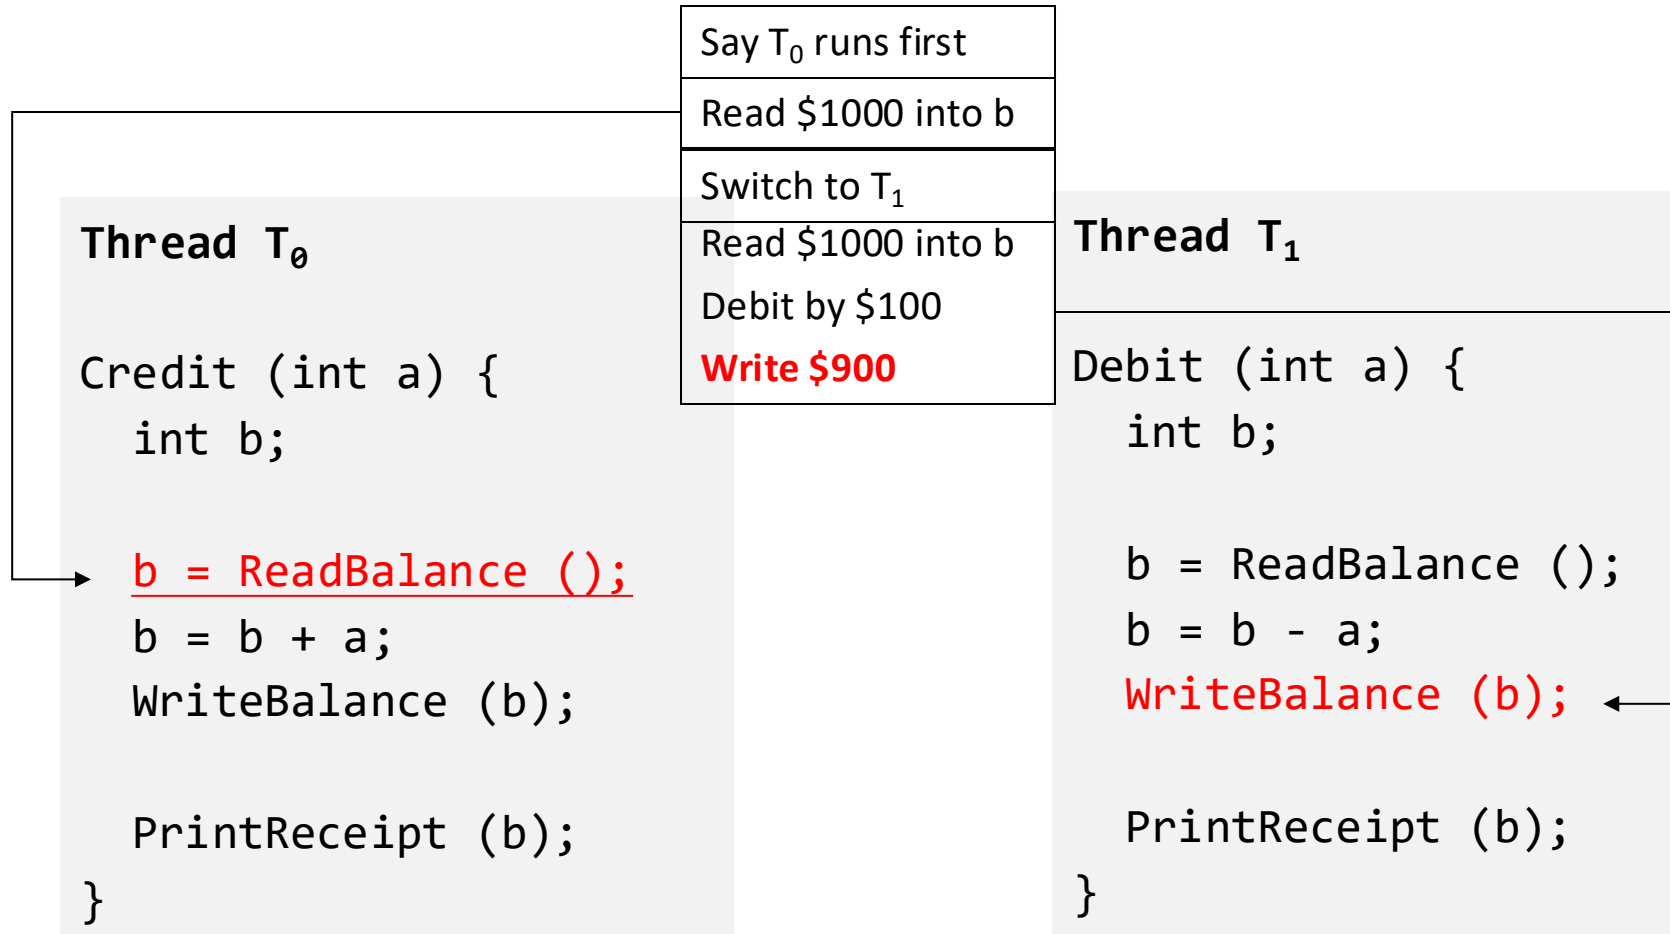 Say T₀ runs first
Read $1000 into b
Switch to T₁
Read $1000 into b
Debit by $100
Write $900
Thread T₀
Credit (int a) {
int b;
b = ReadBalance ();
b = b + a;
WriteBalance (b);
PrintReceipt (b);
}
Thread T₁
Debit (int a) {
int b;
b = ReadBalance ();
b = b - a;
WriteBalance (b);
PrintReceipt (b);
}